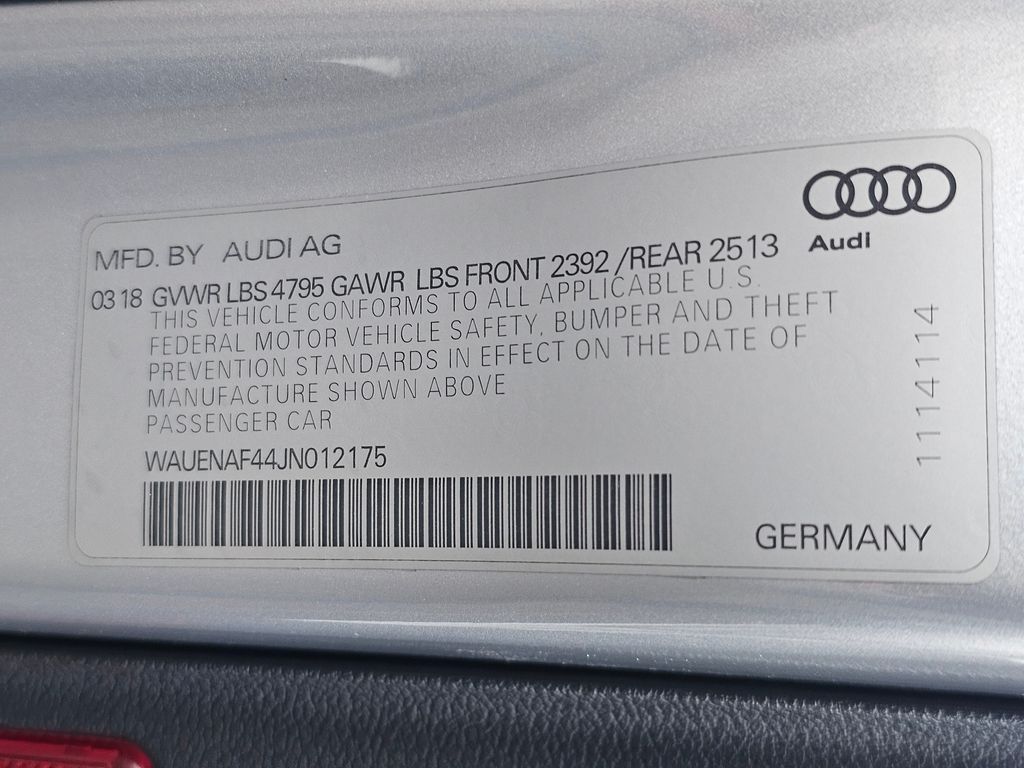 Audi
MFD. BY AUDI AG
03 18 GVWR LBS 4795 GAWR LBS FRONT 2392 /REAR 2513
THIS VEHICLE CONFORMS TO ALL APPLICABLE U.S.
FEDERAL MOTOR VEHICLE SAFETY, BUMPER AND THEFT
PREVENTION STANDARDS IN EFFECT ON THE DATE OF
MANUFACTURE SHOWN ABOVE
PASSENGER CAR
WAUENAF44JN012175
GERMANY
1114114